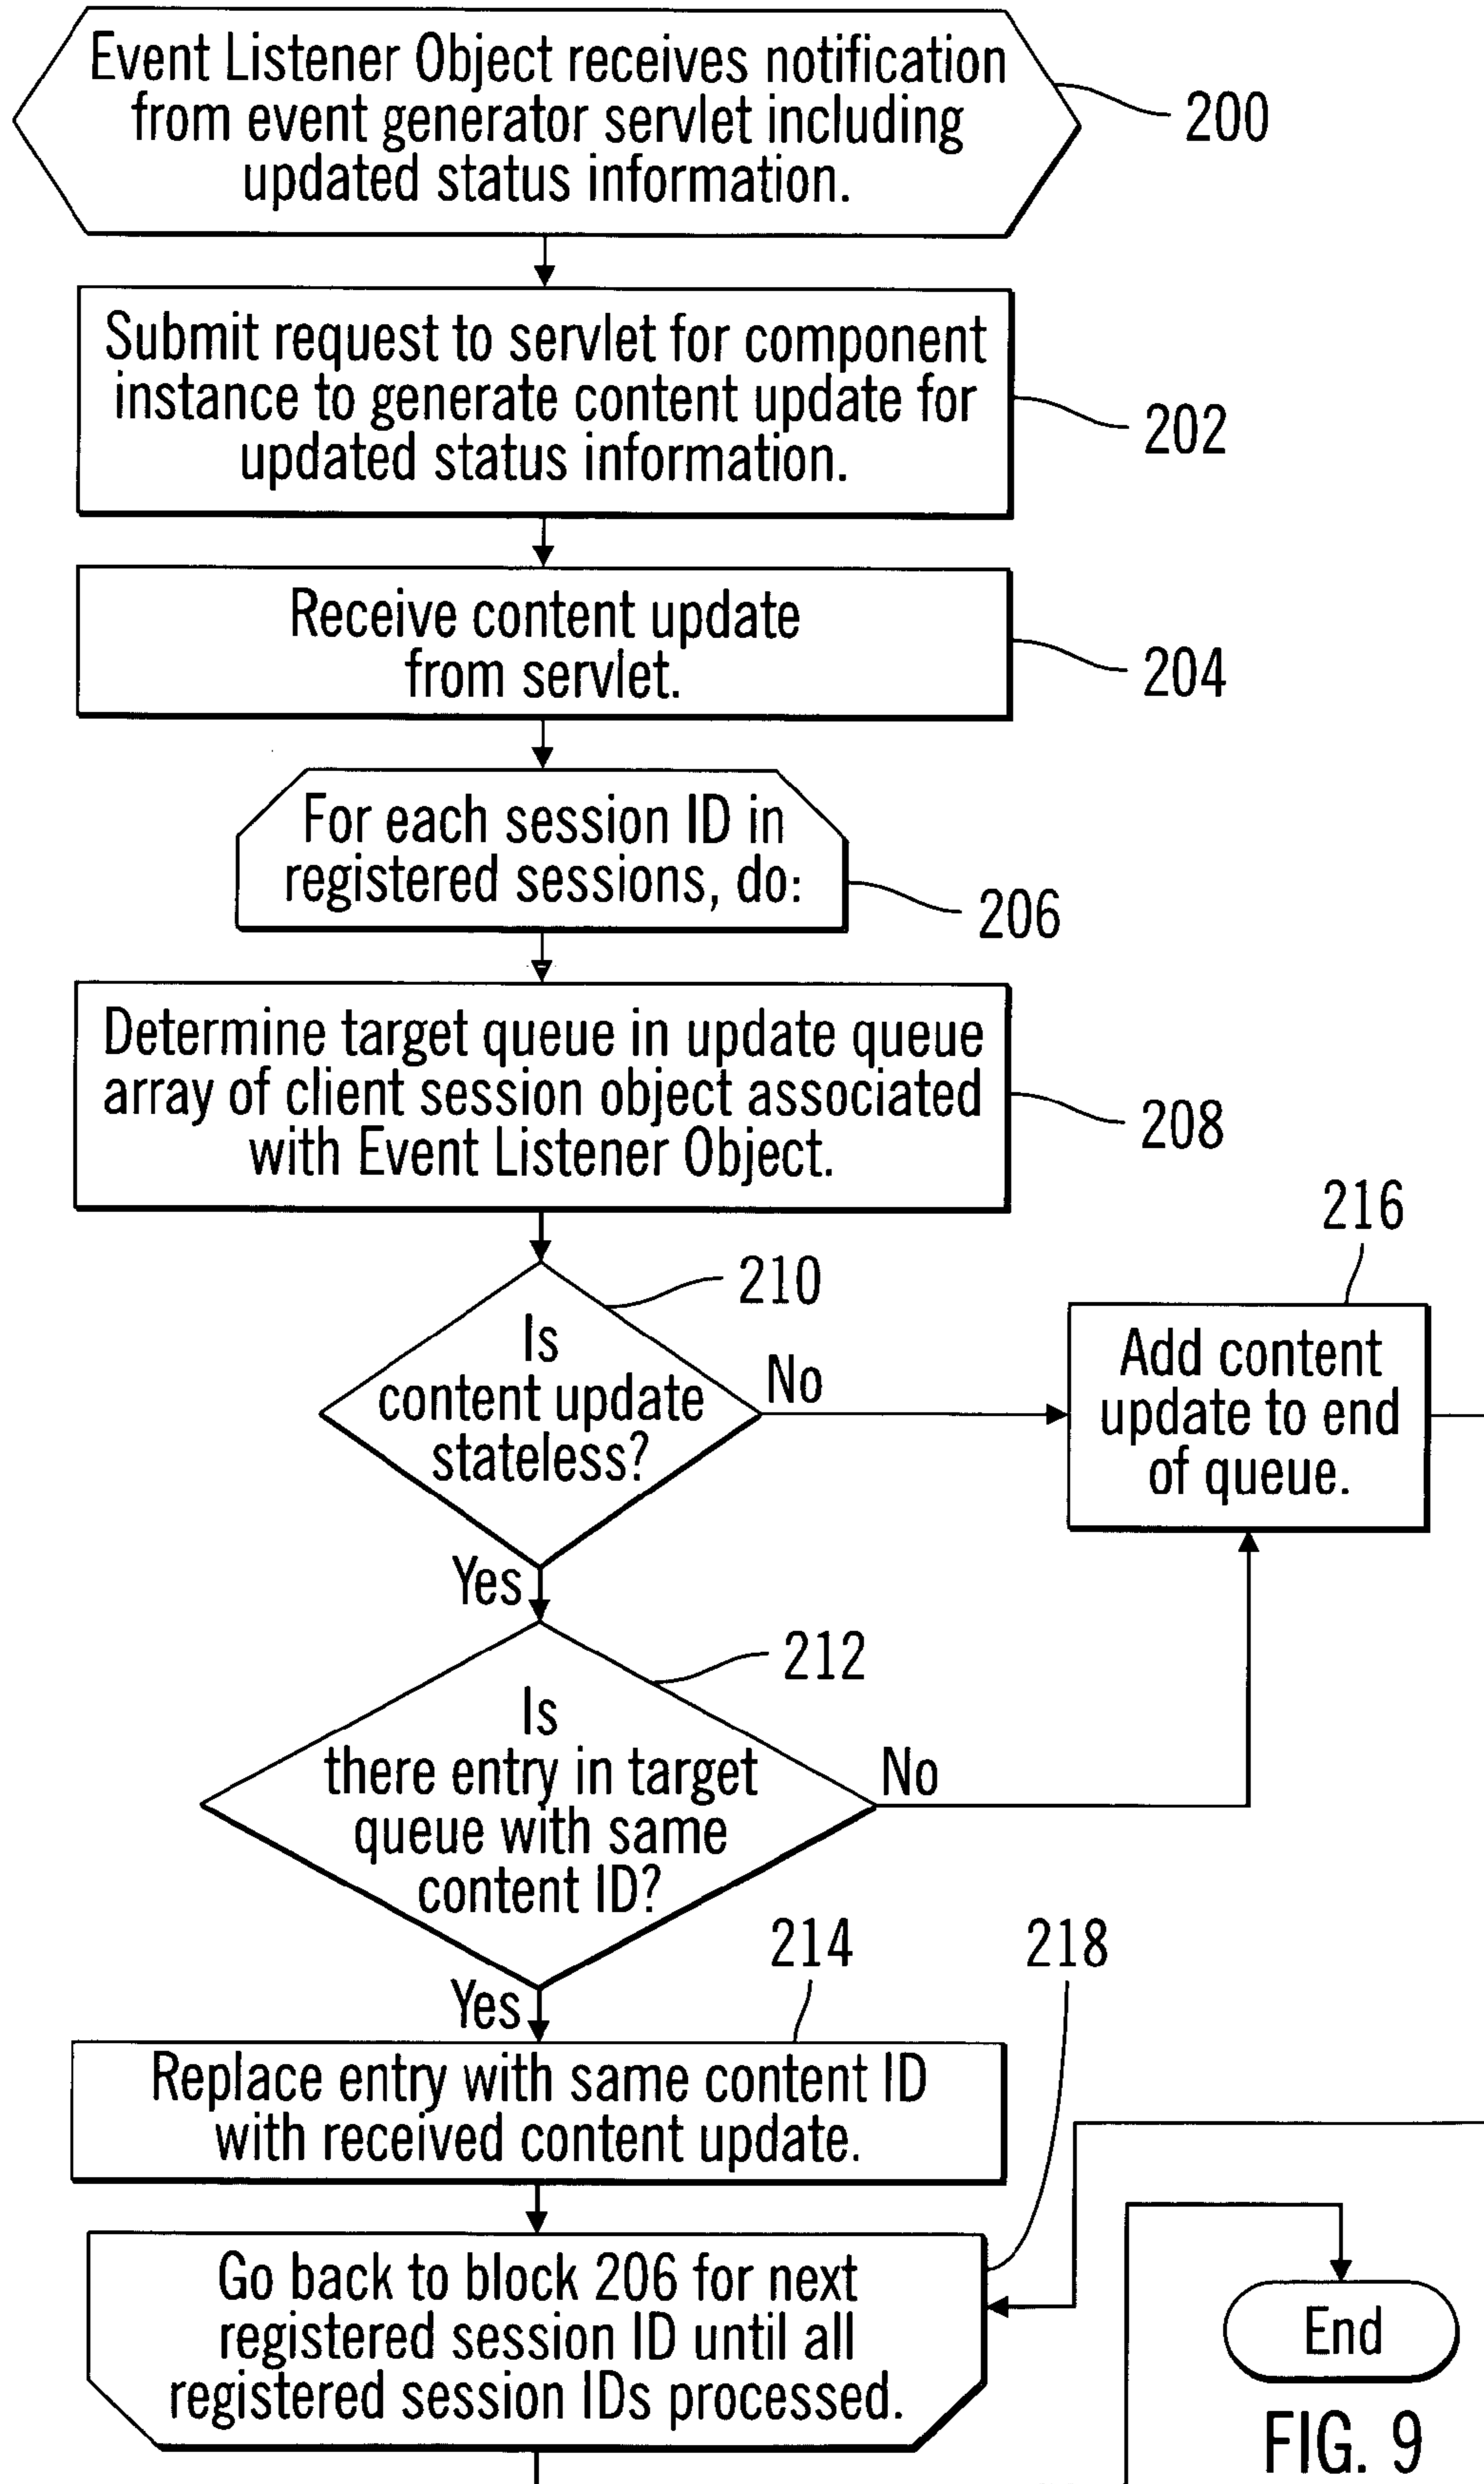 Event Listener Object receives notification
from event generator servlet including
updated status information.
200
Submit request to servlet for component
instance to generate content update for
updated status information.
202
Receive content update
from servlet.
204
For each session ID in
registered sessions, do:
206
Determine target queue in update queue
array of client session object associated
with Event Listener Object.
208
210
Is
content update
stateless?
No
216
Add content
update to end
of queue.
Yes
212
Is
there entry in target
queue with same
content ID?
No
Yes
214
218
Replace entry with same content ID
with received content update.
Go back to block 206 for next
registered session ID until all
registered session IDs processed.
End
FIG. 9